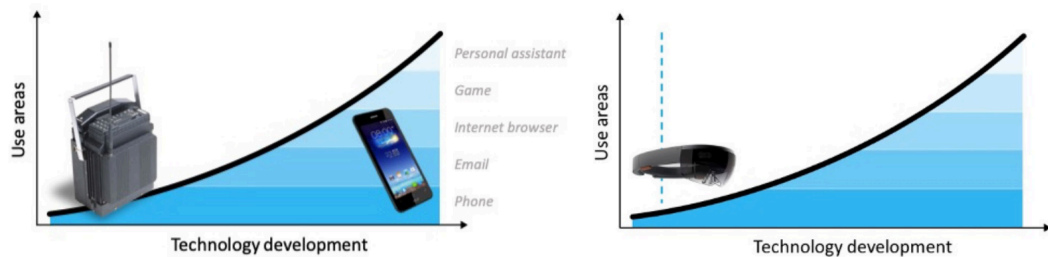 Use areas
Personal assistant
Game
Internet browser
Email
Phone
Technology development
Use areas
Technology development